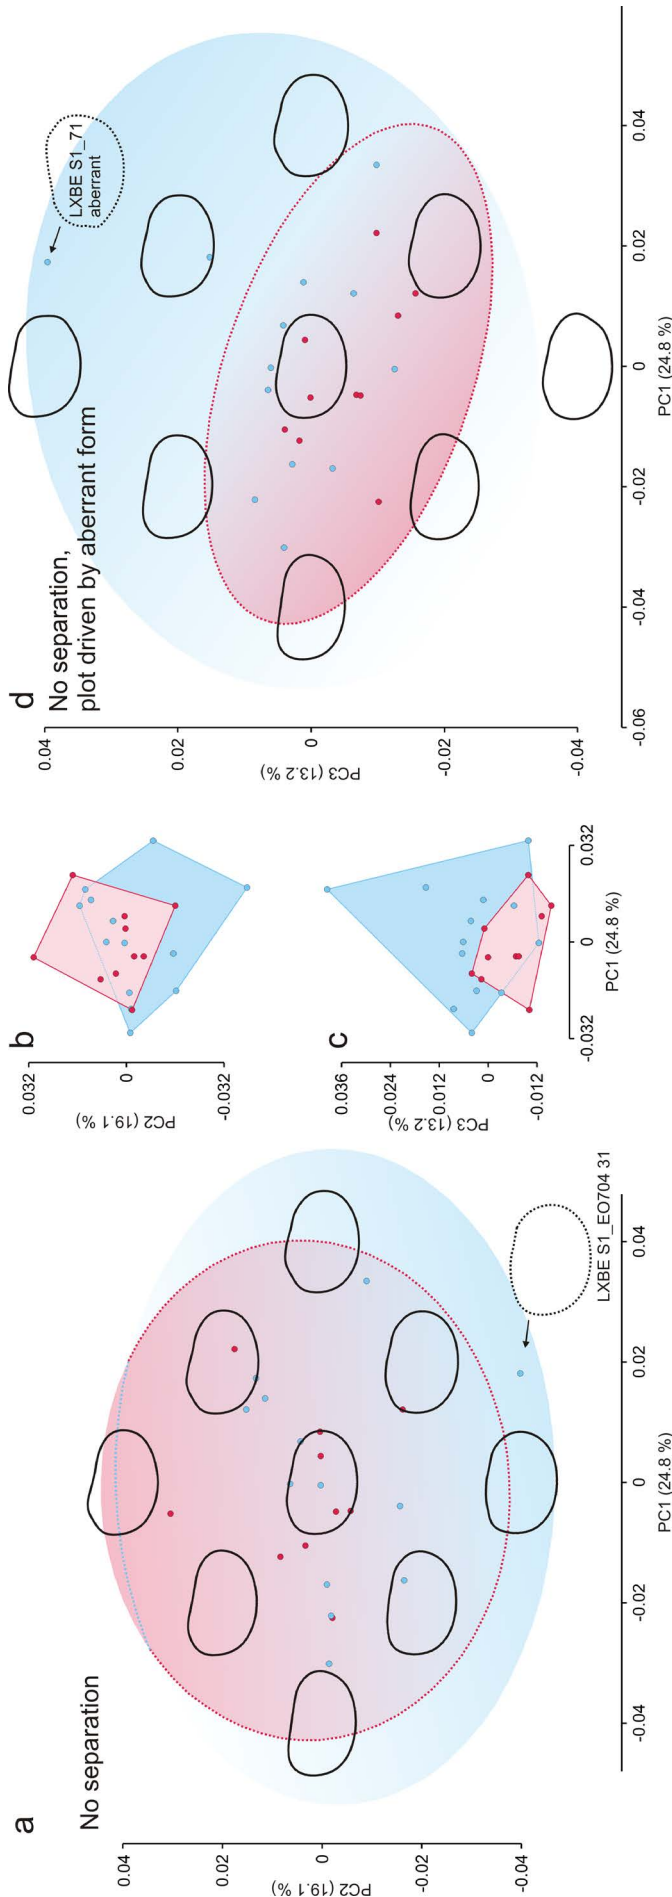 a
No separation
0.04
0.02
0
-0.02
-0.04
PC2 (19.1 %)
-0.04
-0.02
0
0.02
0.04
PC1 (24.8 %)
LXBE S1_EO704 31
b
0.032
0
-0.032
PC2 (19.1 %)
c
0.036
0.024
0.012
0
-0.012
PC3 (13.2 %)
-0.032
0
0.032
PC1 (24.8 %)
d
No separation,
plot driven by aberrant form
0.04
0.02
0
-0.02
-0.04
PC3 (13.2 %)
-0.06
-0.04
-0.02
0
0.02
0.04
PC1 (24.8 %)
LXBE S1_71
aberrant